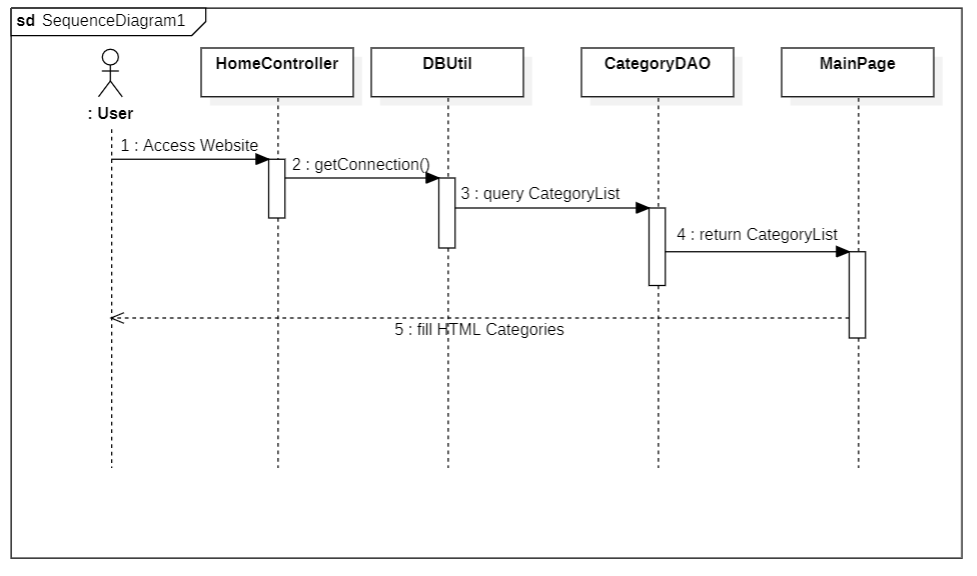 sd SequenceDiagram1
HomeController
DBUtil
CategoryDAO
MainPage
: User
1 : Access Website
2 : getConnection()
3 : query CategoryList
4 : return CategoryList
5 : fill HTML Categories